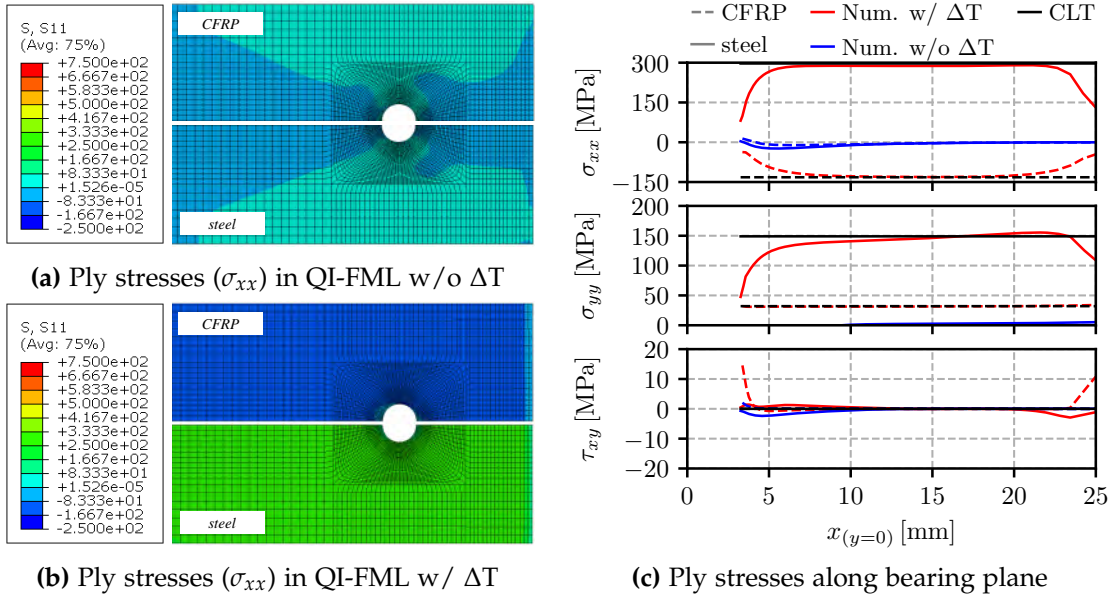 S, S11
(Avg: 75%)
+7.500e+02
+6.667e+02
+5.833e+02
+5.000e+02
+4.167e+02
+3.333e+02
+2.500e+02
+1.667e+02
+8.333e+01
+1.526e-05
-8.333e+01
-1.667e+02
-2.500e+02
CFRP
steel
(a) Ply stresses (σxx) in QI-FML w/o ΔT
S, S11
(Avg: 75%)
+7.500e+02
+6.667e+02
+5.833e+02
+5.000e+02
+4.167e+02
+3.333e+02
+2.500e+02
+1.667e+02
+8.333e+01
+1.526e-05
-8.333e+01
-1.667e+02
-2.500e+02
CFRP
steel
(b) Ply stresses (σxx) in QI-FML w/ ΔT
CFRP Num. w/ ΔT CLT
steel Num. w/o ΔT
300
150
0
−150
σxx [MPa]
200
150
100
50
0
σyy [MPa]
20
10
0
−10
−20
τxy [MPa]
0 5 10 15 20 25
x(y=0) [mm]
(c) Ply stresses along bearing plane